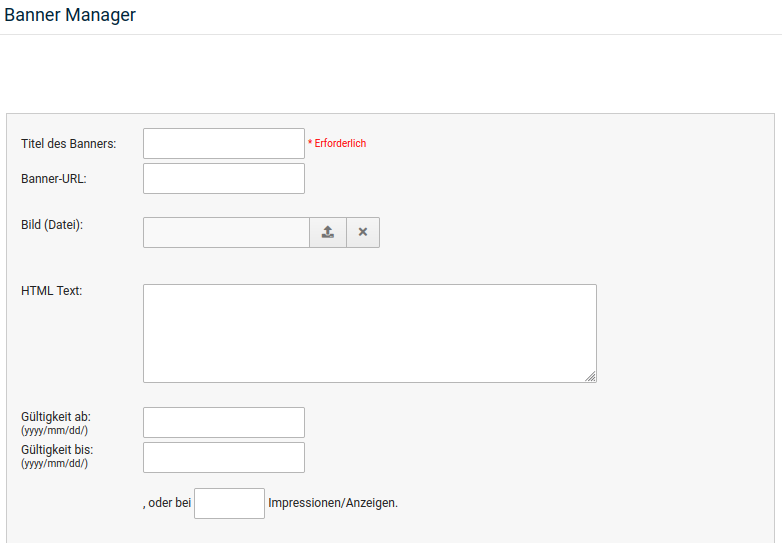 Banner Manager
Titel des Banners: * Erforderlich
Banner-URL:
Bild (Datei):
HTML Text:
Gültigkeit ab:
(yyyy/mm/dd/)
Gültigkeit bis:
(yyyy/mm/dd/)
, oder bei Impressionen/Anzeigen.